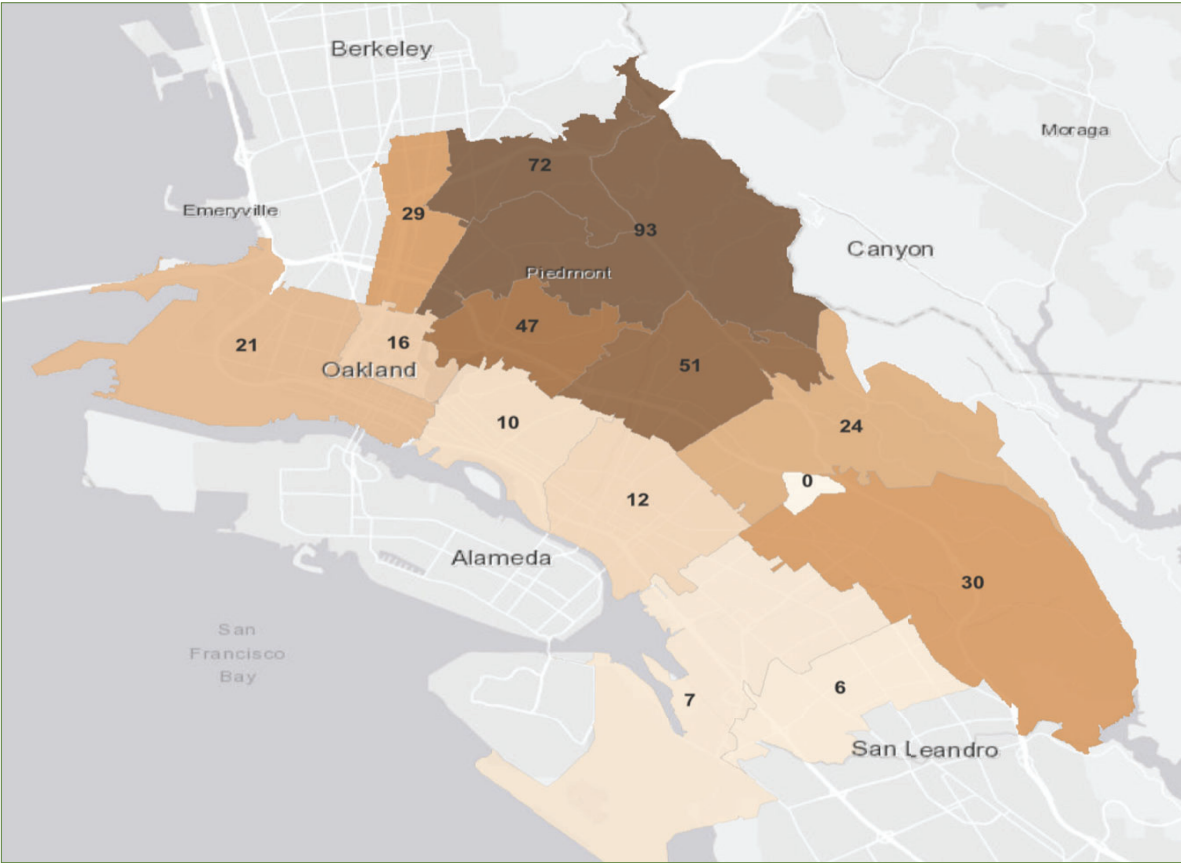 Berkeley
Moraga
72
Emeryville
29
93
Canyon
Piedmont
47
16
21
Oakland
51
10
24
0
12
Alameda
30
San
Francisco
Bay
7
6
San Leandro